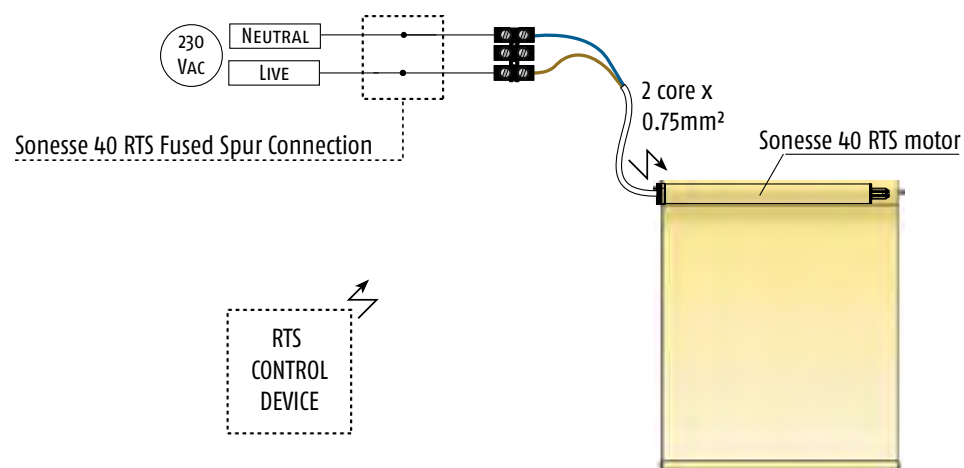 230
VAC
NEUTRAL
LIVE
2 core x
0.75mm²
Sonesse 40 RTS Fused Spur Connection
Sonesse 40 RTS motor
RTS
CONTROL
DEVICE